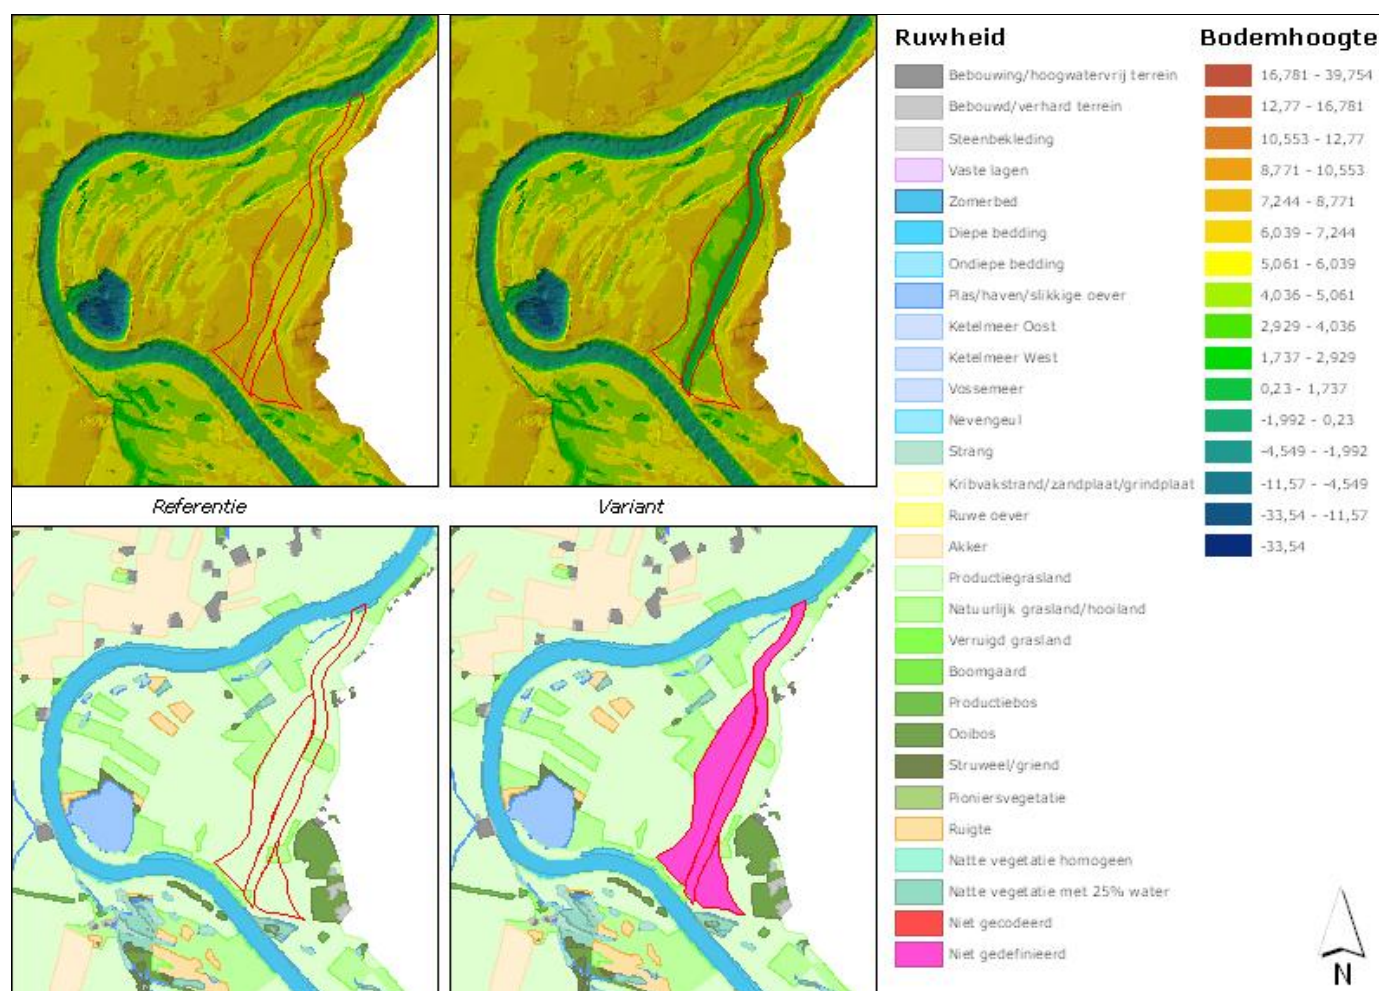 Ruwheid
Bebouwing/hoogwatervrij terrein
Bebouwd/verhard terrein
Steenbekleding
Vaste lagen
Zomerbed
Diepe bedding
Ondiepe bedding
Plas/haven/slikkige oever
Ketelmeer Oost
Ketelmeer West
Vossemeer
Nevengeul
Strang
Kribvakstrand/zandplaat/grindplaat
Ruwe oever
Akker
Productiegrasland
Natuurlijk grasland/hooiland
Verruigd grasland
Boomgaard
Productiebos
Ooibos
Struweel/griend
Pioniersvegetatie
Ruigte
Natte vegetatie homogeen
Natte vegetatie met 25% water
Niet gecodeerd
Niet gedefinieerd
Bodemhoogte
16,781 - 39,754
12,77 - 16,781
10,553 - 12,77
8,771 - 10,553
7,244 - 8,771
6,039 - 7,244
5,061 - 6,039
4,036 - 5,061
2,929 - 4,036
1,737 - 2,929
0,23 - 1,737
-1,992 - 0,23
-4,549 - -1,992
-11,57 - -4,549
-33,54 - -11,57
-33,54
Referentie
Variant
N